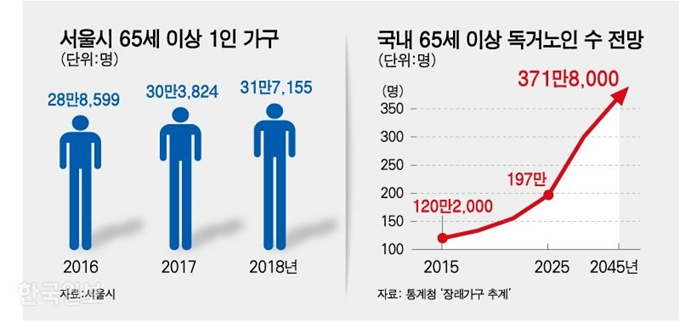 서울시 65세 이상 1인 가구
(단위:명)
28만8,599
30만3,824
31만7,155
2016
2017
2018년
자료:서울시
한국일보
국내 65세 이상 독거노인 수 전망
(단위:명)
(명)
371만8,000
350
300
250
197만
200
120만2,000
150
100
2015
2025
2045년
자료: 통계청 '장래가구 추계'